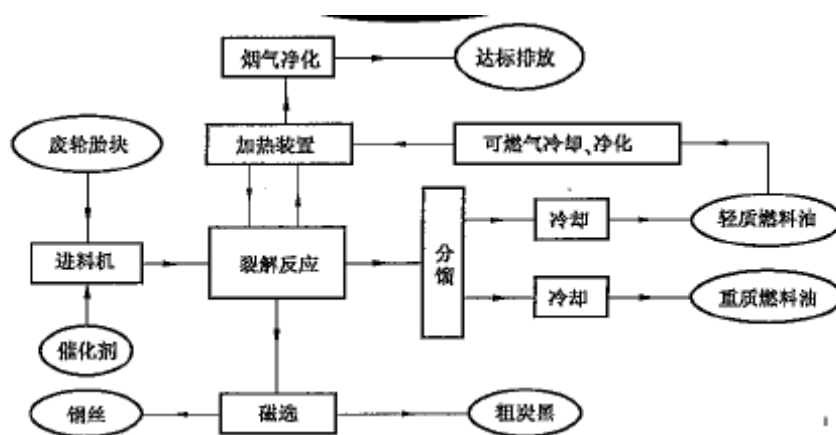 烟气净化
达标排放
废轮胎块
加热装置
可燃气冷却、净化
进料机
裂解反应
分馏
冷却
轻质燃料油
冷却
重质燃料油
催化剂
钢丝
磁选
粗炭黑